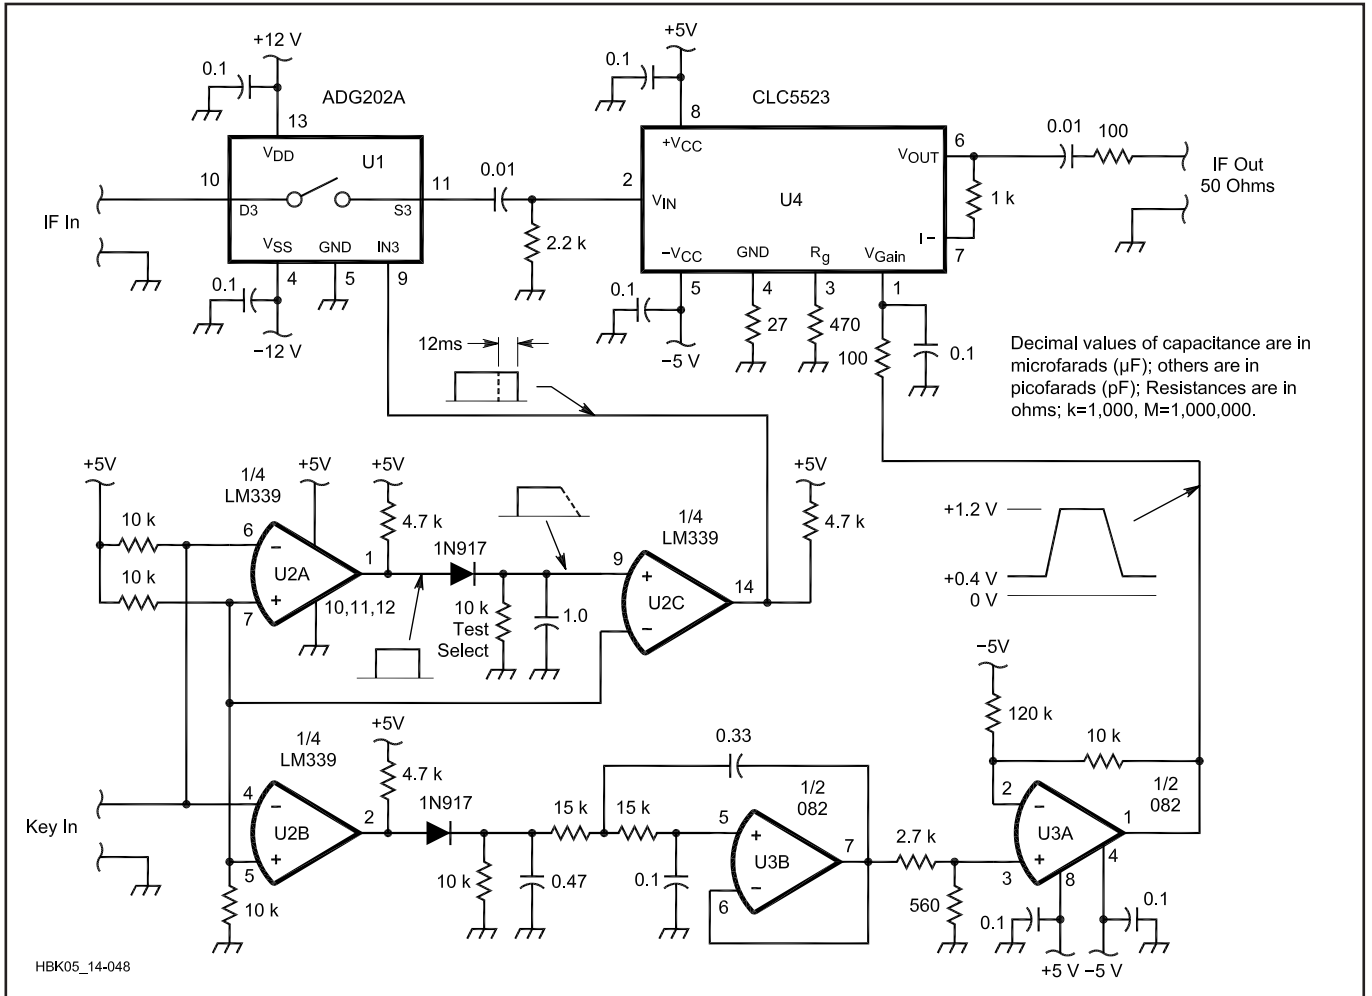 +12 V
0.1
ADG202A
13
VDD
U1
10
11
D3
S3
VSS
GND
IN3
4
5
9
IF In
0.1
−12 V
0.01
2.2 k
+5V
0.1
CLC5523
8
+VCC
VOUT
6
2
VIN
U4
1 k
I−
7
−VCC
GND
Rg
VGain
5
4
3
1
0.1
−5 V
27
470
100
0.1
0.01
100
IF Out
50 Ohms
Decimal values of capacitance are in
microfarads (µF); others are in
picofarads (pF); Resistances are in
ohms; k=1,000, M=1,000,000.
12ms
+5V
10 k
10 k
1/4
LM339
+5V
6
−
U2A
+
7
1
10,11,12
+5V
4.7 k
1N917
10 k
Test
Select
1.0
1/4
LM339
9
+
U2C
−
14
+5V
4.7 k
+1.2 V
+0.4 V
0 V
Key In
1/4
LM339
4
−
U2B
+
5
2
10 k
+5V
4.7 k
1N917
10 k
0.47
15 k
15 k
0.33
0.1
1/2
082
5
+
U3B
−
6
7
2.7 k
560
−5V
120 k
10 k
1/2
082
2
−
U3A
+
3
1
8
4
0.1
0.1
+5 V
−5 V
HBK05_14-048